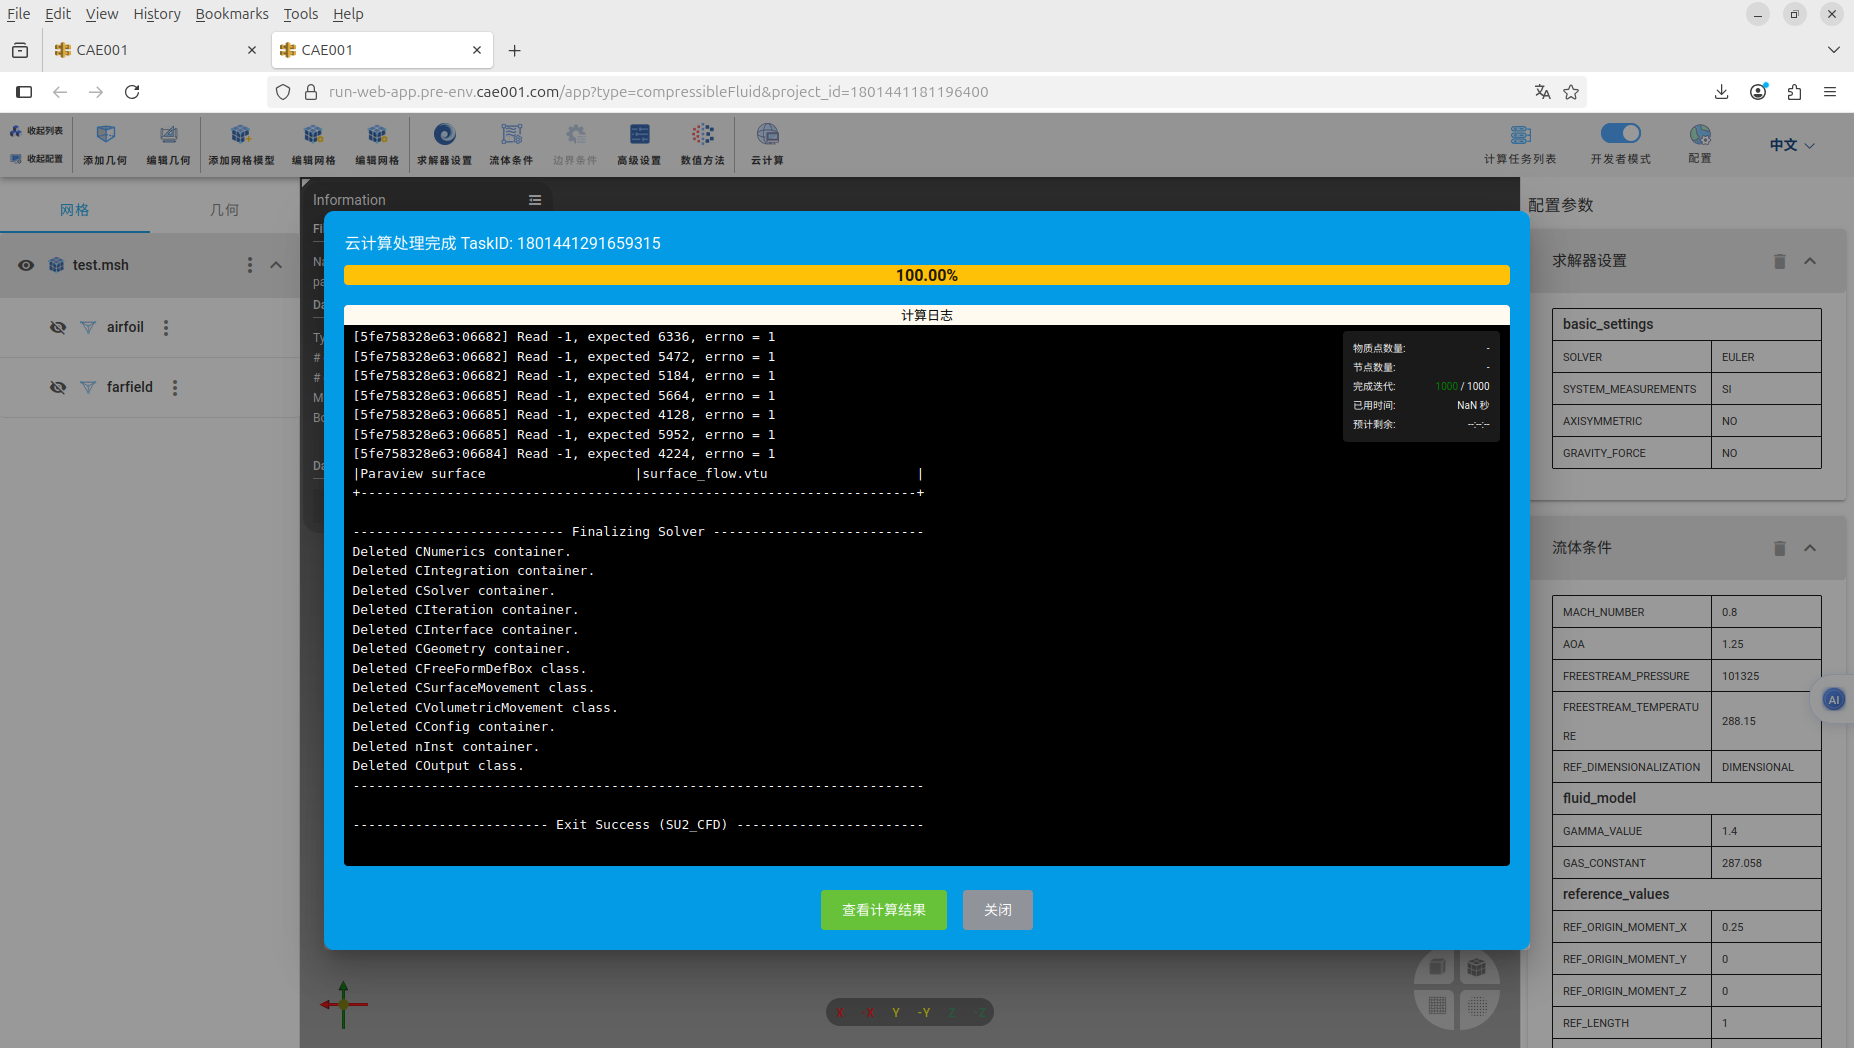 File Edit View History Bookmarks Tools Help
CAE001
CAE001
run-web-app.pre-env.cae001.com/app?type=compressibleFluid&project_id=1801441181196400
收起列表
收起配置
添加几何
编辑几何
添加网格模型
编辑网格
编辑网格
求解器设置
流体条件
边界条件
高级设置
数值方法
云计算
计算任务列表
开发者模式
配置
中文
网格
几何
test.msh
airfoil
farfield
Information
云计算处理完成 TaskID: 1801441291659315
100.00%
计算日志
[5fe758328e63:06682] Read -1, expected 6336, errno = 1
[5fe758328e63:06682] Read -1, expected 5472, errno = 1
[5fe758328e63:06682] Read -1, expected 5184, errno = 1
[5fe758328e63:06685] Read -1, expected 5664, errno = 1
[5fe758328e63:06685] Read -1, expected 4128, errno = 1
[5fe758328e63:06685] Read -1, expected 5952, errno = 1
[5fe758328e63:06684] Read -1, expected 4224, errno = 1
|Paraview surface                   |surface_flow.vtu                   |
+-----------------------------------------------------------------------+
--------------------------- Finalizing Solver ---------------------------
Deleted CNumerics container.
Deleted CIntegration container.
Deleted CSolver container.
Deleted CIteration container.
Deleted CInterface container.
Deleted CGeometry container.
Deleted CFreeFormDefBox class.
Deleted CSurfaceMovement class.
Deleted CVolumetricMovement class.
Deleted CConfig container.
Deleted nInst container.
Deleted COutput class.
-------------------------------------------------------------------------
------------------------- Exit Success (SU2_CFD) ------------------------
物质点数量: -
节点数量: -
完成迭代: 1000 / 1000
已用时间: NaN 秒
预计剩余: --:--:--
查看计算结果
关闭
X -X Y -Y Z -Z
配置参数
求解器设置
basic_settings
SOLVER EULER
SYSTEM_MEASUREMENTS SI
AXISYMMETRIC NO
GRAVITY_FORCE NO
流体条件
MACH_NUMBER 0.8
AOA 1.25
FREESTREAM_PRESSURE 101325
FREESTREAM_TEMPERATU
RE 288.15
REF_DIMENSIONALIZATION DIMENSIONAL
fluid_model
GAMMA_VALUE 1.4
GAS_CONSTANT 287.058
reference_values
REF_ORIGIN_MOMENT_X 0.25
REF_ORIGIN_MOMENT_Y 0
REF_ORIGIN_MOMENT_Z 0
REF_LENGTH 1
AI